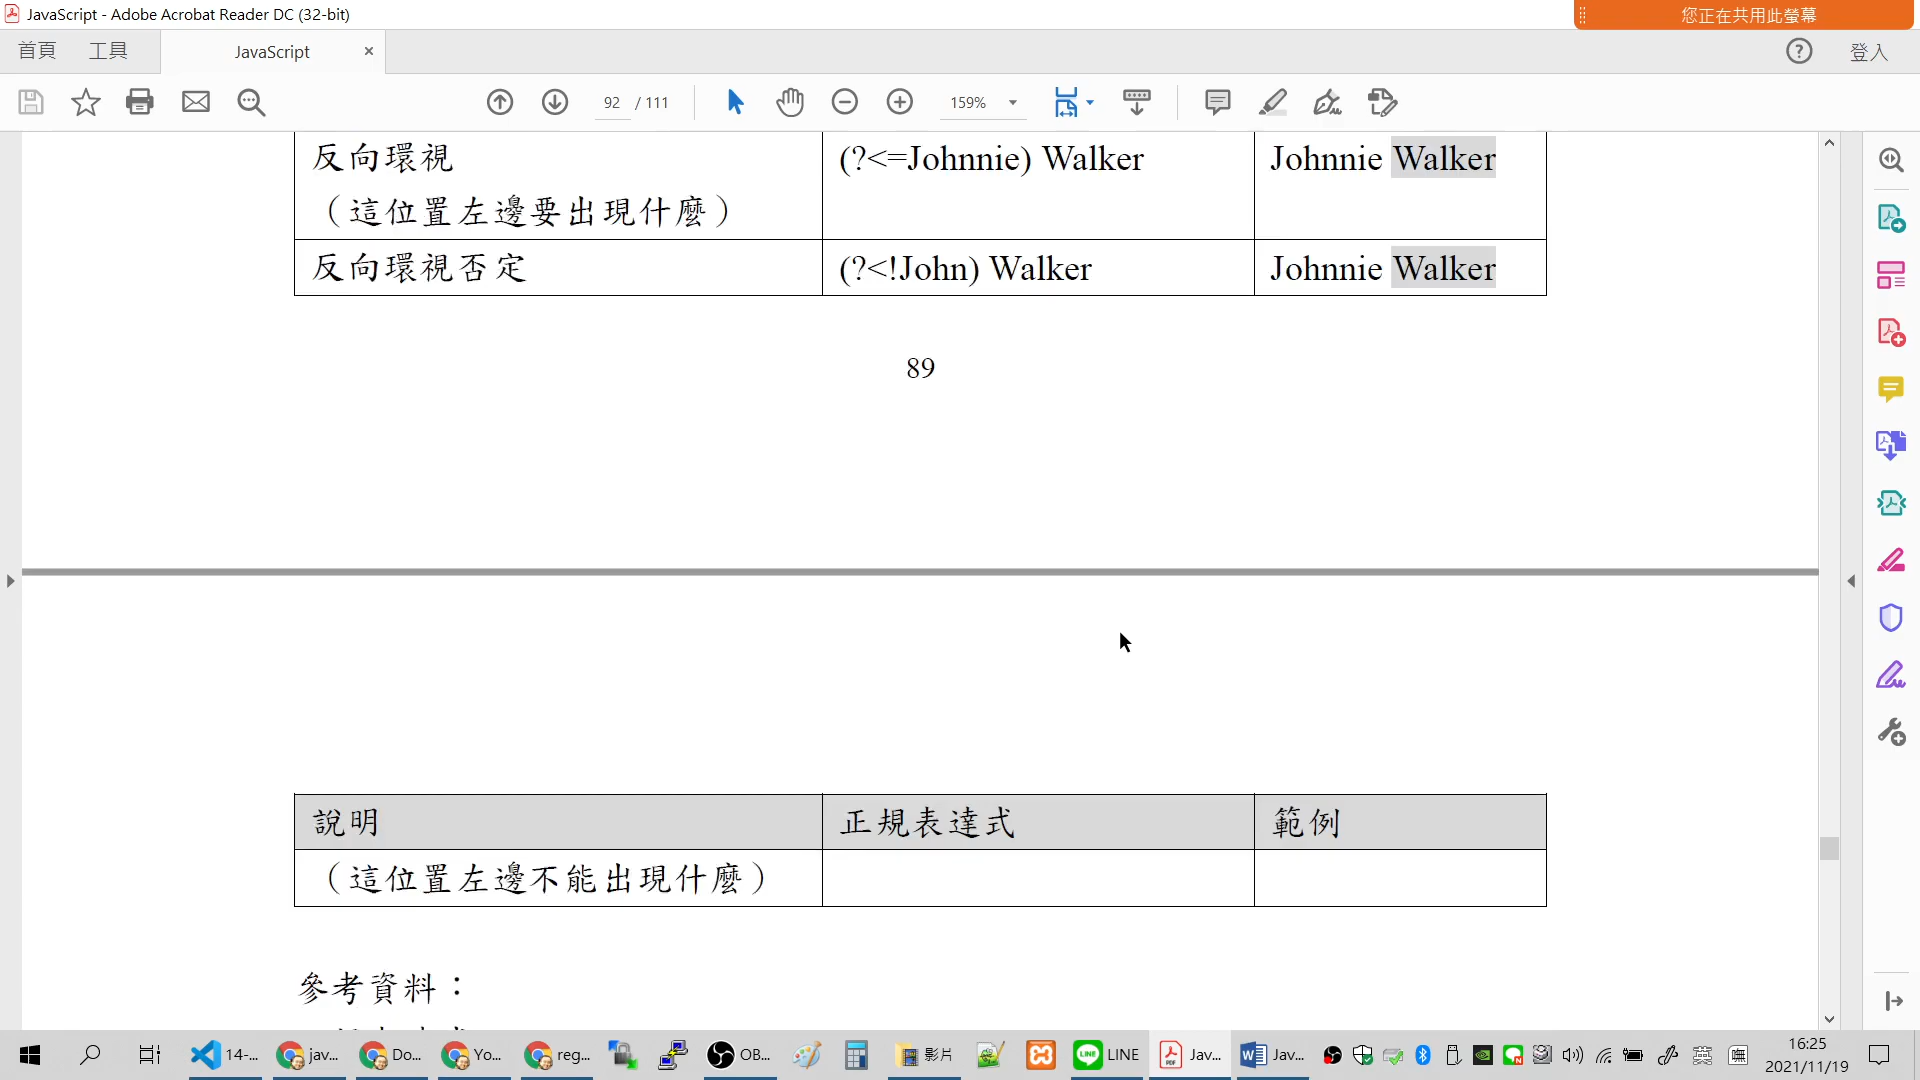 JavaScript - Adobe Acrobat Reader DC (32-bit)
您正在共用此螢幕
首頁 工具 JavaScript × 登入
92 / 111 159%
反向環視 (?<=Johnnie) Walker Johnnie Walker
（這位置左邊要出現什麼）
反向環視否定 (?<!John) Walker Johnnie Walker
89
說明 正規表達式 範例
（這位置左邊不能出現什麼）
參考資料：
14-... jav... Do... Yo... reg... OB... 影片 LINE Jav... Jav... 英 16:25
2021/11/19